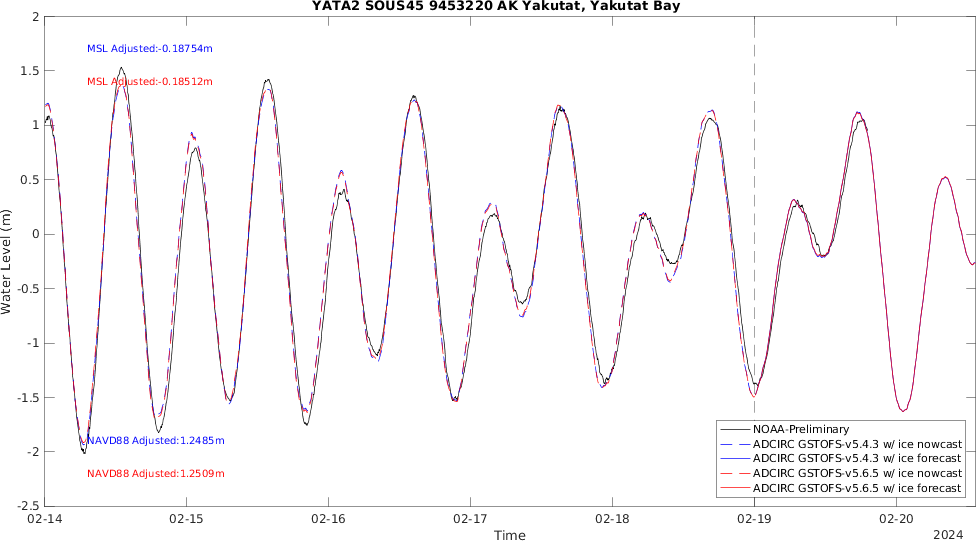 YATA2 SOUS45 9453220 AK Yakutat, Yakutat Bay
2
1.5
1
0.5
0
-0.5
-1
-1.5
-2
-2.5
Water Level (m)
MSL Adjusted:-0.18754m
MSL Adjusted:-0.18512m
NAVD88 Adjusted:1.2485m
NAVD88 Adjusted:1.2509m
NOAA-Preliminary
ADCIRC GSTOFS-v5.4.3 w/ ice nowcast
ADCIRC GSTOFS-v5.4.3 w/ ice forecast
ADCIRC GSTOFS-v5.6.5 w/ ice nowcast
ADCIRC GSTOFS-v5.6.5 w/ ice forecast
02-14 02-15 02-16 02-17 02-18 02-19 02-20
Time
2024